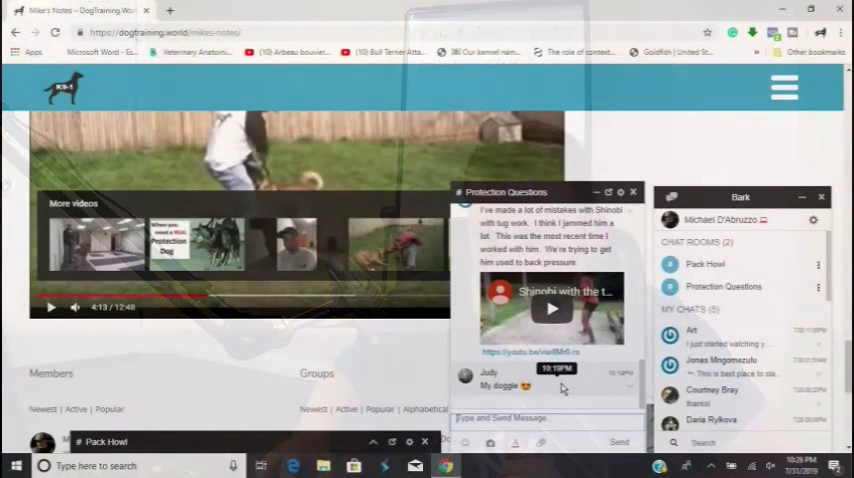 Mike's Notes – DogTraining.Wo
https://dogtraining.world/mikes-notes/
Apps
Microsoft Word - Es...
Veterinary Anatomi...
(10) Arbeau bouvier...
(10) Bull Terrier Atta...
Our kennel nam...
The role of context...
Goldfish | United St...
Other bookmarks
K9-1
More videos
When you
need a REAL
Protection
Dog
4:13 / 12:48
# Protection Questions
I've made a lot of mistakes with Shinobi
with tug work. I think I jammed him a
lot. This was the most recent time I
worked with him. We're trying to get
him used to back pressure.
Shinobi with the t...
10:19PM
Judy
10:19PM
My doggie 😍
Type and Send Message...
Send
Bark
Michael D'Abruzzo
CHAT ROOMS (2)
# Pack Howl
# Protection Questions
MY CHATS (5)
Art
I just started watching y...
Jonas Mngomezulu
This is best place to sta...
Courtney Bray
thanks!
Daria Rylkova
Search
Members
Newest | Active | Popular
Groups
Newest | Active | Popular | Alphabetical
# Pack Howl
Type here to search
10:26 PM
7/31/2019